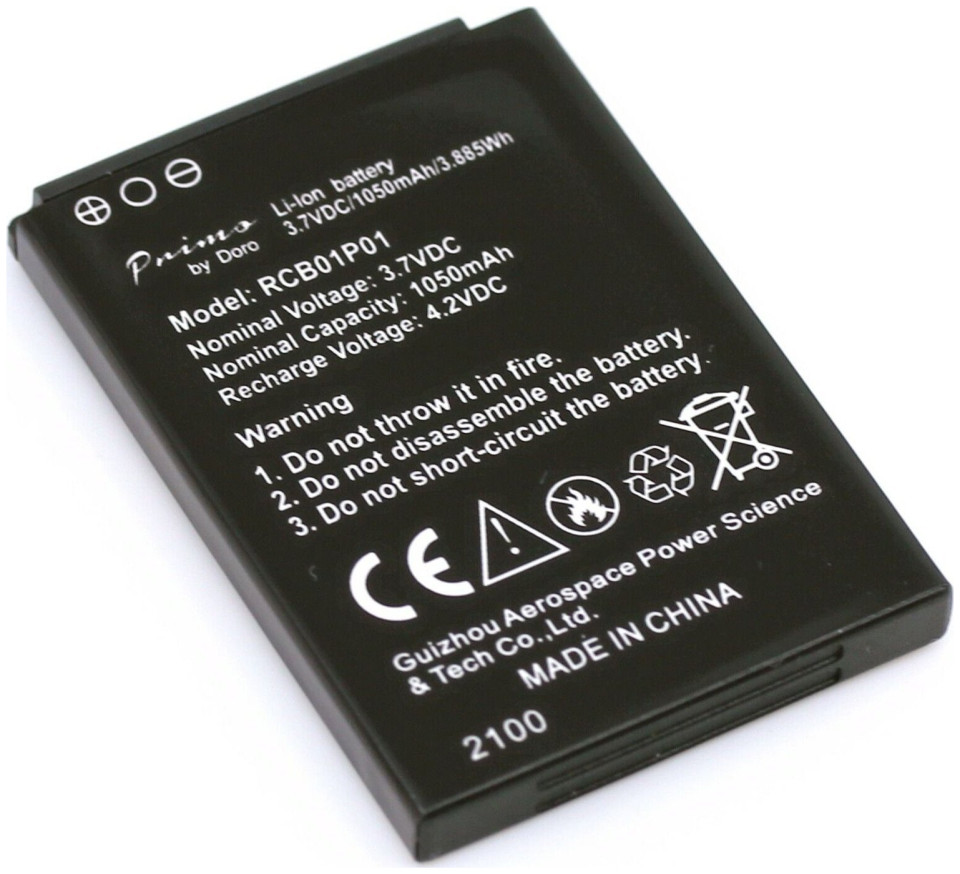 Primo
by Doro
Li-Ion battery
3.7VDC/1050mAh/3.885Wh
Model: RCB01P01
Nominal Voltage: 3.7VDC
Nominal Capacity: 1050mAh
Recharge Voltage: 4.2VDC
Warning
1. Do not throw it in fire.
2. Do not disassemble the battery.
3. Do not short-circuit the battery.
CE
Guizhou Aerospace Power Science
& Tech Co.,Ltd.
MADE IN CHINA
2100